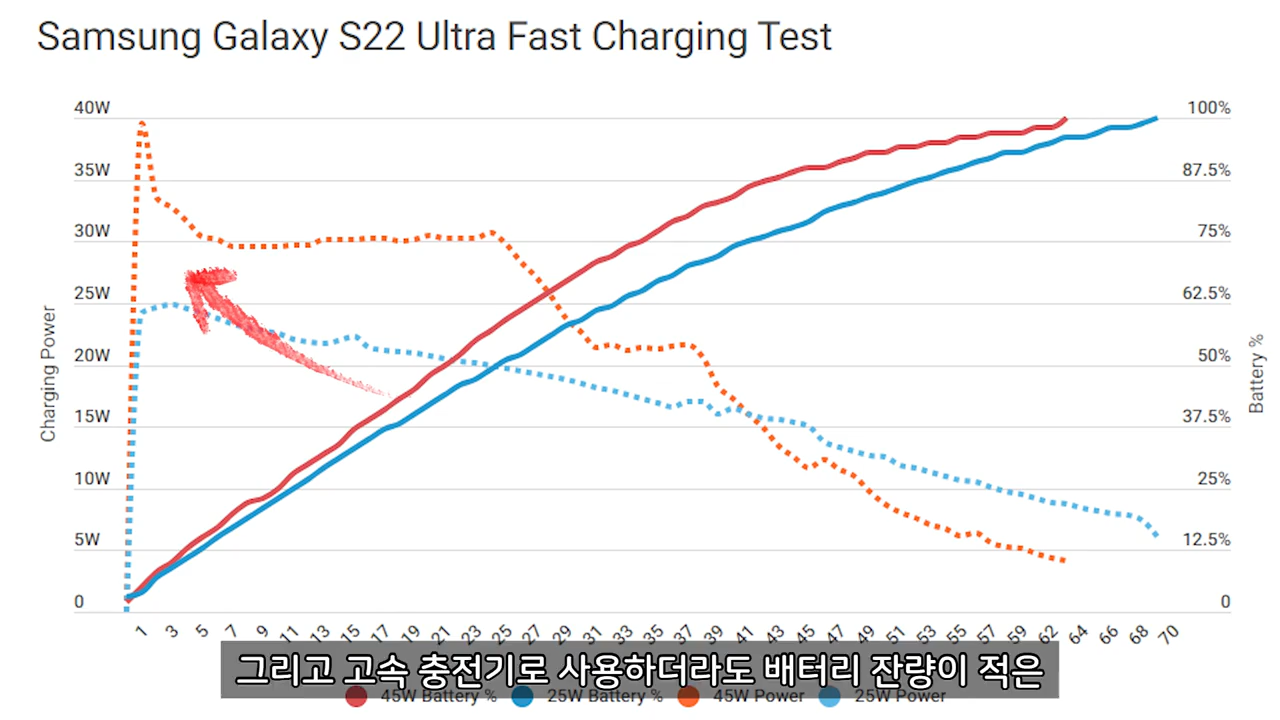 Samsung Galaxy S22 Ultra Fast Charging Test
40W 100%
35W 87.5%
30W 75%
25W 62.5%
20W 50%
15W 37.5%
10W 25%
5W 12.5%
0 0
Charging Power
Battery %
1 3 5 7 9 11 13 15 17 19 21 23 25 27 29 31 33 35 37 39 41 43 45 47 49 51 53 55 57 59 62 64 66 68 70
그리고 고속 충전기로 사용하더라도 배터리 잔량이 적은
45W Battery % 25W Battery % 45W Power 25W Power